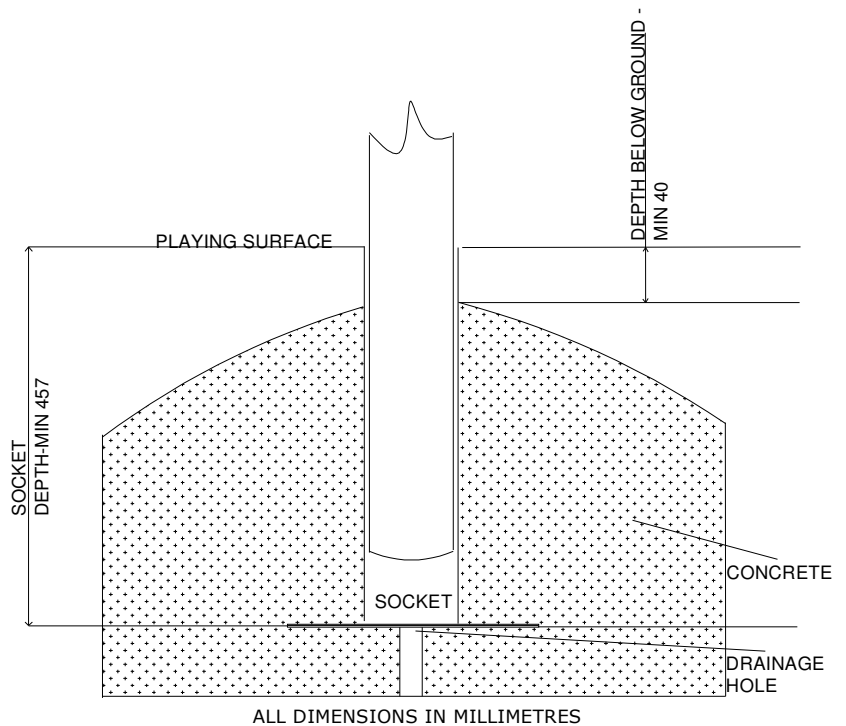 DEPTH BELOW GROUND -
MIN 40
PLAYING SURFACE
SOCKET
DEPTH-MIN 457
CONCRETE
SOCKET
DRAINAGE
HOLE
ALL DIMENSIONS IN MILLIMETRES